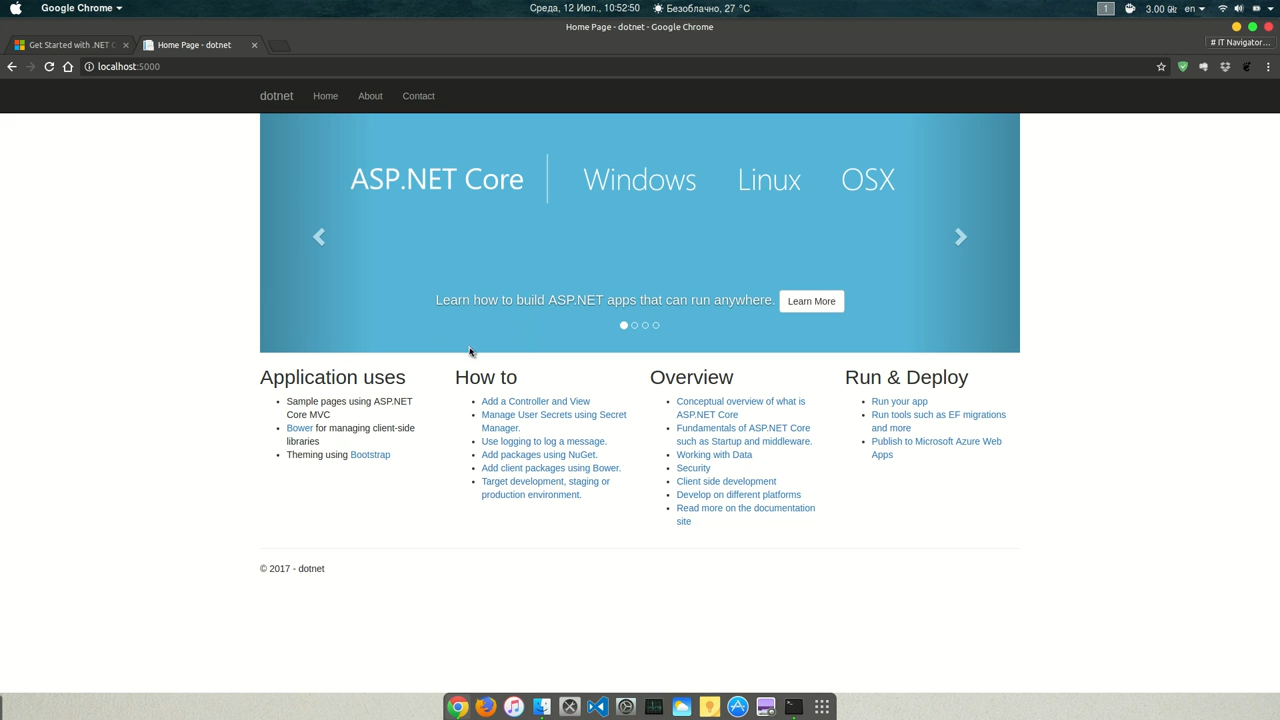 Google Chrome
Среда, 12 Июл., 10:52:50
Безоблачно, 27 °C
1
3.00 GHz
en
Home Page - dotnet - Google Chrome
Get Started with .NET C
Home Page - dotnet
# IT Navigator…
localhost:5000
dotnet
Home
About
Contact
ASP.NET Core
Windows
Linux
OSX
Learn how to build ASP.NET apps that can run anywhere.
Learn More
Application uses
Sample pages using ASP.NET
Core MVC
Bower for managing client-side
libraries
Theming using Bootstrap
How to
Add a Controller and View
Manage User Secrets using Secret
Manager.
Use logging to log a message.
Add packages using NuGet.
Add client packages using Bower.
Target development, staging or
production environment.
Overview
Conceptual overview of what is
ASP.NET Core
Fundamentals of ASP.NET Core
such as Startup and middleware.
Working with Data
Security
Client side development
Develop on different platforms
Read more on the documentation
site
Run & Deploy
Run your app
Run tools such as EF migrations
and more
Publish to Microsoft Azure Web
Apps
© 2017 - dotnet